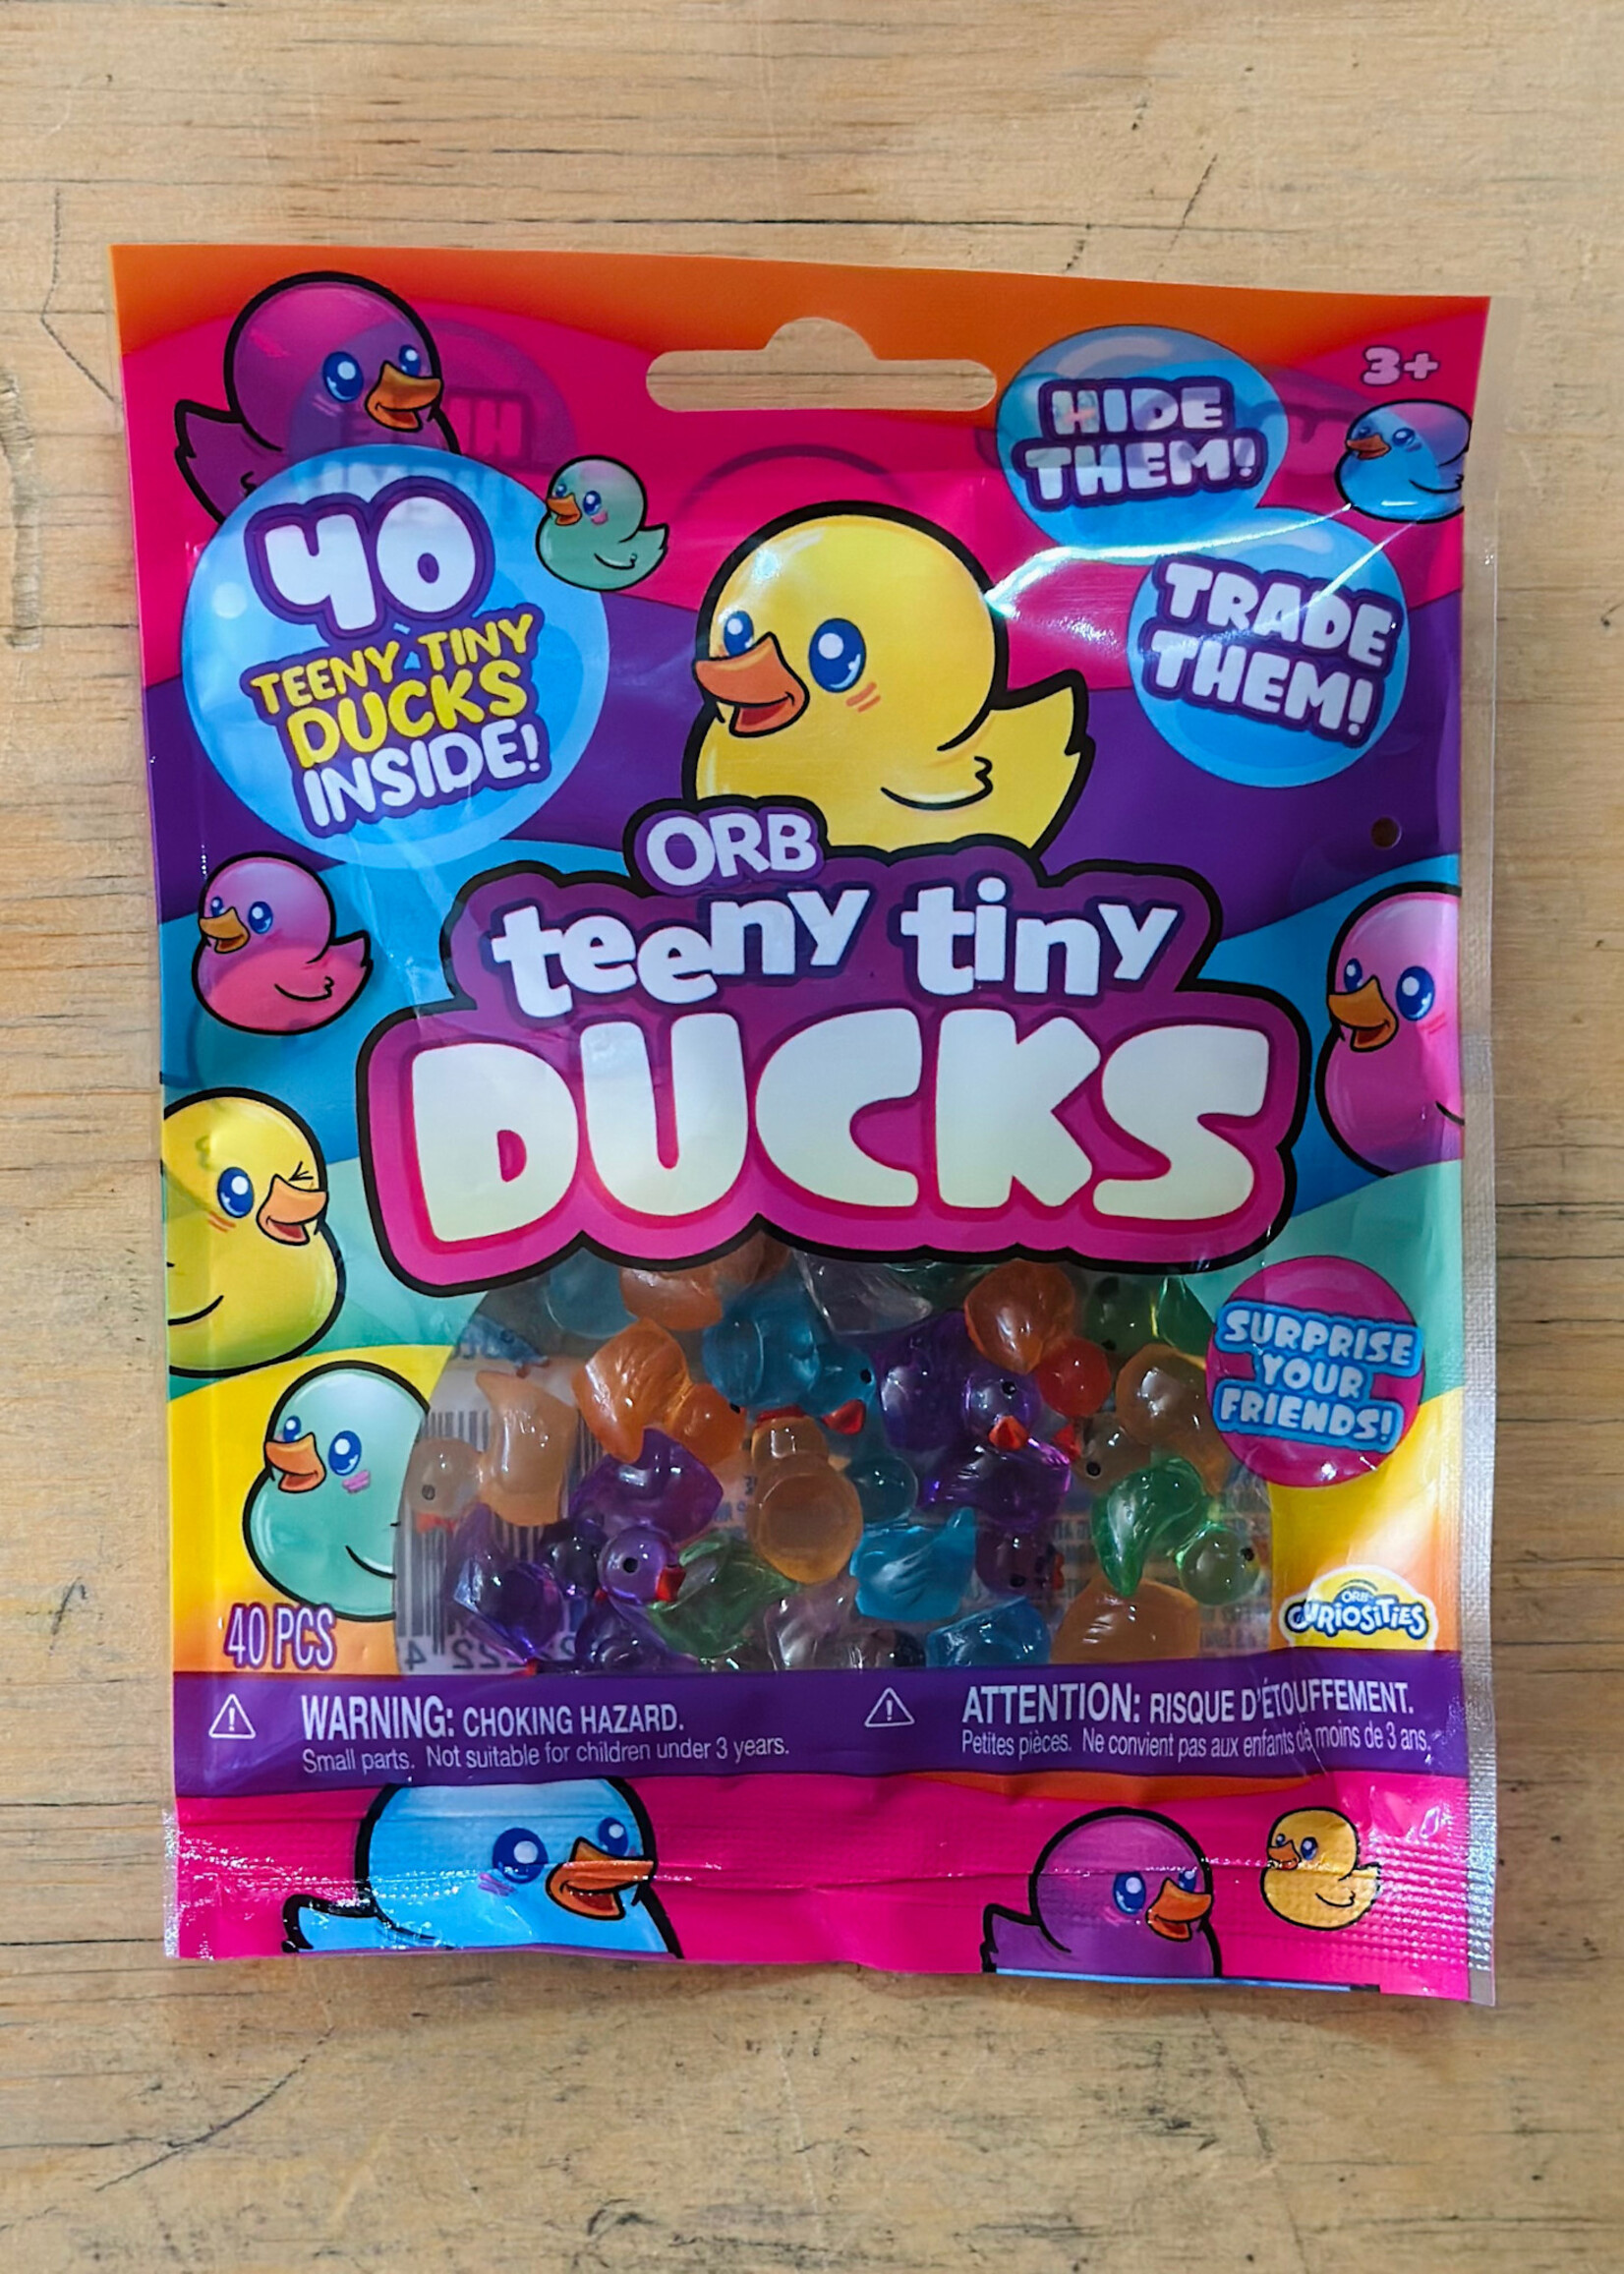 3+
HIDE
THEM!
40
TEENY TINY
DUCKS
INSIDE!
TRADE
THEM!
ORB
teeny tiny
DUCKS
SURPRISE
YOUR
FRIENDS!
40 PCS
ORB
CURIOSITIES
WARNING: CHOKING HAZARD.
Small parts. Not suitable for children under 3 years.
ATTENTION: RISQUE D'ÉTOUFFEMENT.
Petites pièces. Ne convient pas aux enfants de moins de 3 ans.